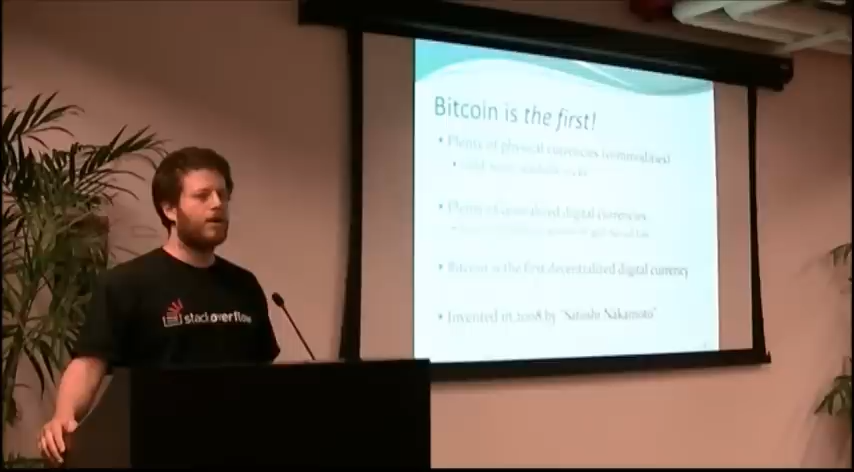 stackoverflow
Bitcoin is the first!
• Plenty of physical currencies (commodities)
• Plenty of centralized digital currencies
• Bitcoin is the first decentralized digital currency
• Invented in 2008 by "Satoshi Nakamoto"